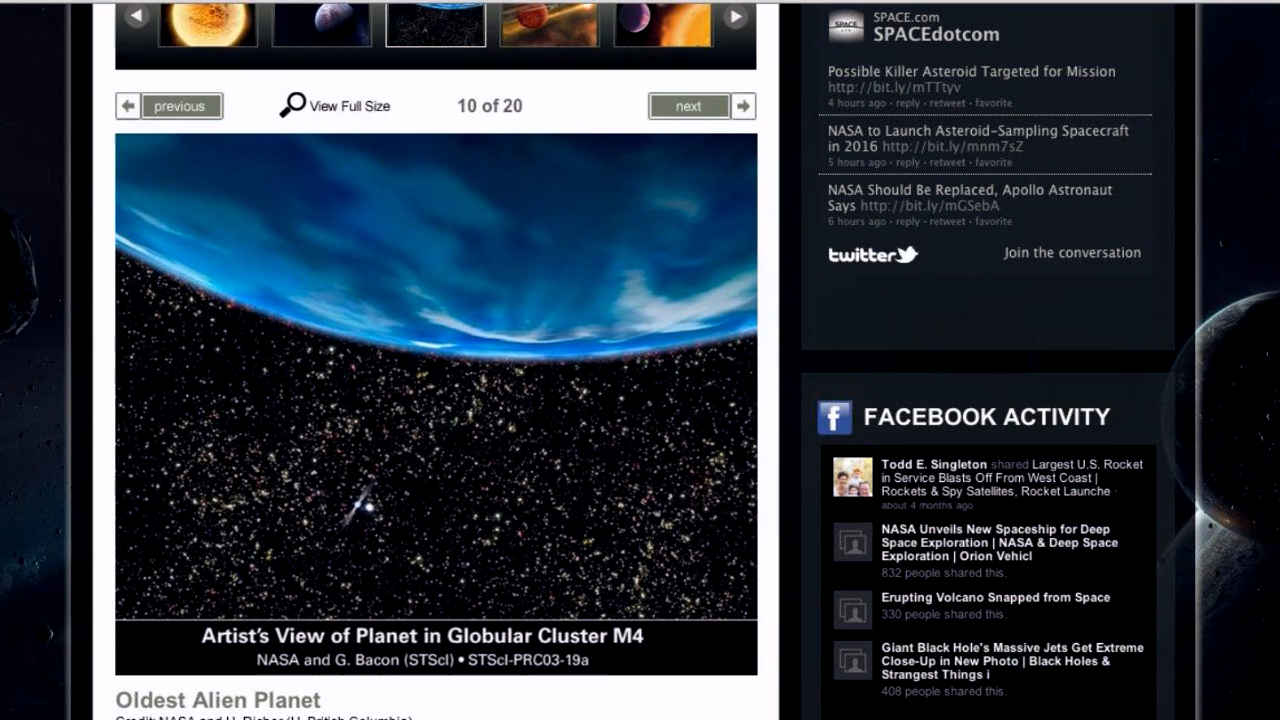 previous
View Full Size
10 of 20
next
Artist's View of Planet in Globular Cluster M4
NASA and G. Bacon (STScI) • STScI-PRC03-19a
Oldest Alien Planet
Credit: NASA and H. Richer (U. British Columbia)
SPACE
SPACE.com
SPACEdotcom
Possible Killer Asteroid Targeted for Mission
http://bit.ly/mTTtyv
4 hours ago · reply · retweet · favorite
NASA to Launch Asteroid-Sampling Spacecraft
in 2016 http://bit.ly/mnm7sZ
5 hours ago · reply · retweet · favorite
NASA Should Be Replaced, Apollo Astronaut
Says http://bit.ly/mGSebA
6 hours ago · reply · retweet · favorite
twitter
Join the conversation
f FACEBOOK ACTIVITY
Todd E. Singleton shared Largest U.S. Rocket
in Service Blasts Off From West Coast |
Rockets & Spy Satellites, Rocket Launche
about 4 months ago
NASA Unveils New Spaceship for Deep
Space Exploration | NASA & Deep Space
Exploration | Orion Vehicl
832 people shared this.
Erupting Volcano Snapped from Space
330 people shared this.
Giant Black Hole's Massive Jets Get Extreme
Close-Up in New Photo | Black Holes &
Strangest Things i
408 people shared this.